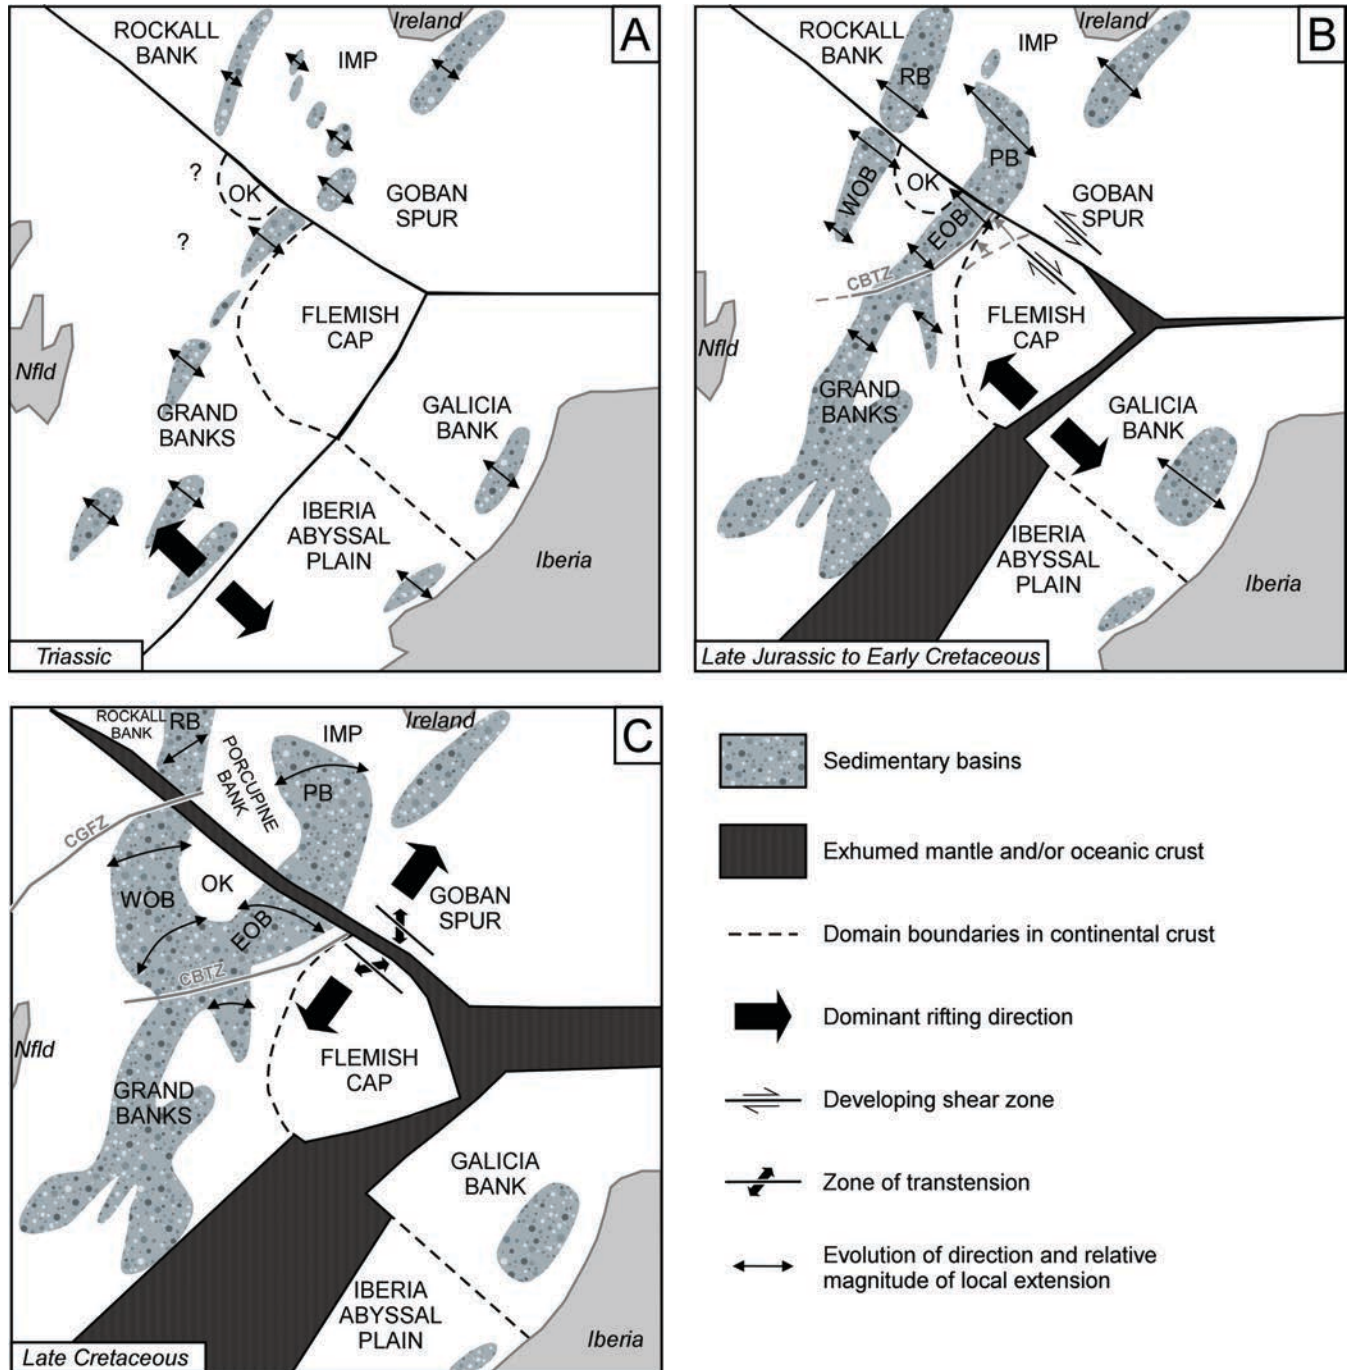 A
ROCKALL
BANK
IMP
Ireland
?
OK
?
GOBAN
SPUR
FLEMISH
CAP
Nfld
GRAND
BANKS
GALICIA
BANK
IBERIA
ABYSSAL
PLAIN
Iberia
Triassic
B
ROCKALL
BANK
Ireland
IMP
RB
PB
WOB
OK
EOB
GOBAN
SPUR
CBTZ
FLEMISH
CAP
Nfld
GRAND
BANKS
GALICIA
BANK
IBERIA
ABYSSAL
PLAIN
Iberia
Late Jurassic to Early Cretaceous
C
ROCKALL
BANK
RB
IMP
Ireland
PORCUPINE
BANK
PB
CGFZ
WOB
OK
EOB
GOBAN
SPUR
CBTZ
Nfld
FLEMISH
CAP
GRAND
BANKS
GALICIA
BANK
IBERIA
ABYSSAL
PLAIN
Iberia
Late Cretaceous
Sedimentary basins
Exhumed mantle and/or oceanic crust
Domain boundaries in continental crust
Dominant rifting direction
Developing shear zone
Zone of transtension
Evolution of direction and relative
magnitude of local extension